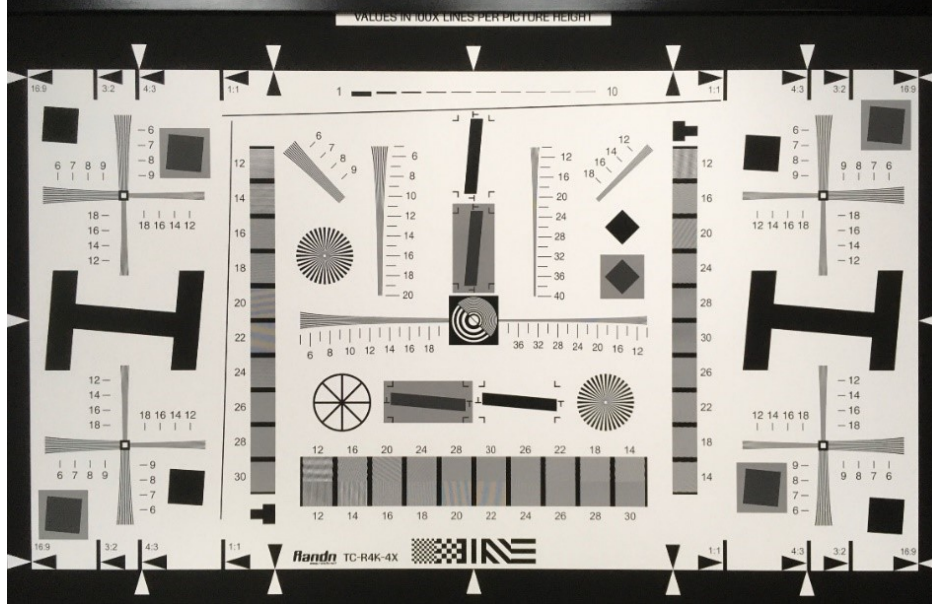 VALUES IN 100X LINES PER PICTURE HEIGHT
16:9 3:2 4:3 1:1 1 10 1:1 4:3 3:2 16:9
6 6 12 6
7 7 6 12 14 7
8 8 8 16 16 8
9 9 10 20 18 9
6 7 8 9 12 12 9 8 7 6
14 12 24 16
18 14 28 18
16 18 16 14 12 16 16 32 20 12 14 16 18 16
14 18 36 14
12 18 20 40 24 12
20 28
6 8 10 12 14 16 18 36 32 28 24 20 16 12
22 30
12 24 26 12
14 18 16 14 12 12 14 16 18 14
18 26 22 18
6 7 8 9 28 12 16 20 24 28 30 26 22 18 14 18 9 8 7 6
9 30 14 9
7 7
6 12 14 16 18 20 22 24 26 28 30 6
16:9 3:2 4:3 1:1 Randn TC-R4K-4X 1:1 4:3 3:2 16:9